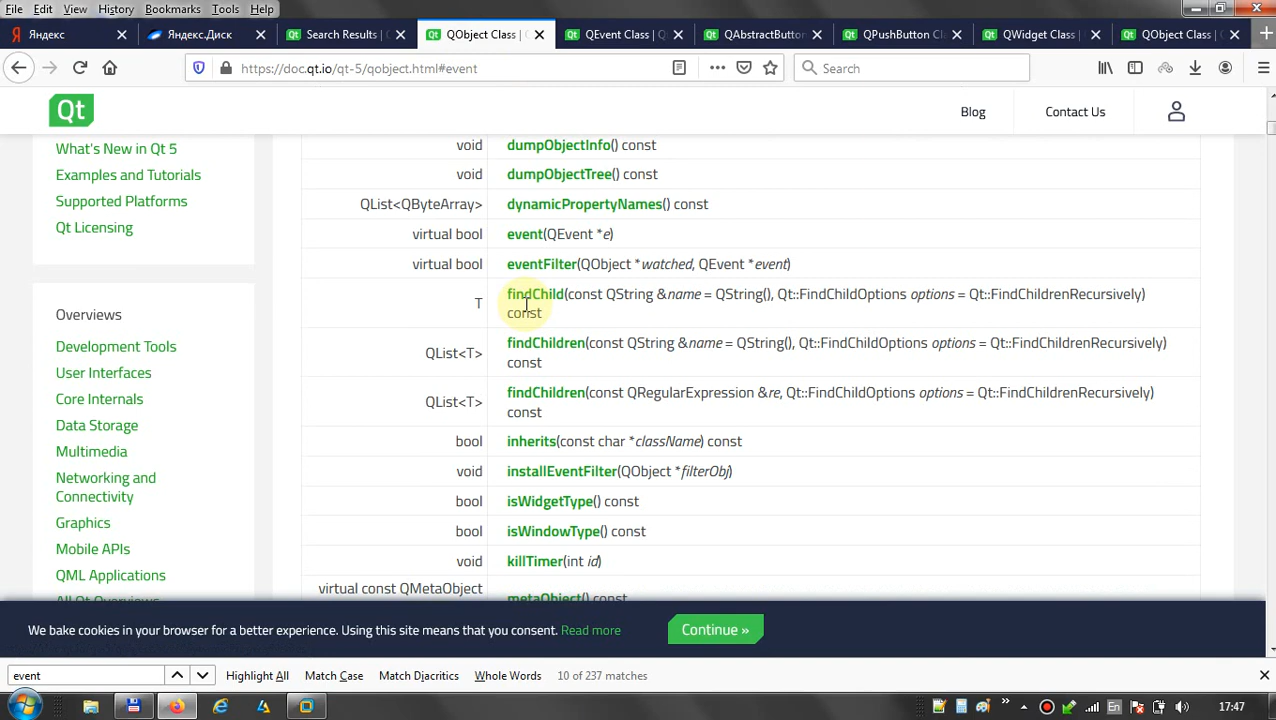 File Edit View History Bookmarks Tools Help
Яндекс
Яндекс.Диск
Search Results |
QObject Class |
QEvent Class | Qt
QAbstractButton
QPushButton Cla
QWidget Class |
QObject Class | Qt
https://doc.qt.io/qt-5/qobject.html#event
Search
Qt
Blog
Contact Us
What's New in Qt 5
Examples and Tutorials
Supported Platforms
Qt Licensing
Overviews
Development Tools
User Interfaces
Core Internals
Data Storage
Multimedia
Networking and
Connectivity
Graphics
Mobile APIs
QML Applications
All Qt Overviews
void dumpObjectInfo() const
void dumpObjectTree() const
QList<QByteArray> dynamicPropertyNames() const
virtual bool event(QEvent *e)
virtual bool eventFilter(QObject *watched, QEvent *event)
T findChild(const QString &name = QString(), Qt::FindChildOptions options = Qt::FindChildrenRecursively)
const
QList<T> findChildren(const QString &name = QString(), Qt::FindChildOptions options = Qt::FindChildrenRecursively)
const
QList<T> findChildren(const QRegularExpression &re, Qt::FindChildOptions options = Qt::FindChildrenRecursively)
const
bool inherits(const char *className) const
void installEventFilter(QObject *filterObj)
bool isWidgetType() const
bool isWindowType() const
void killTimer(int id)
virtual const QMetaObject
metaObject() const
We bake cookies in your browser for a better experience. Using this site means that you consent. Read more
Continue »
event
Highlight All
Match Case
Match Diacritics
Whole Words
10 of 237 matches
En
17:47